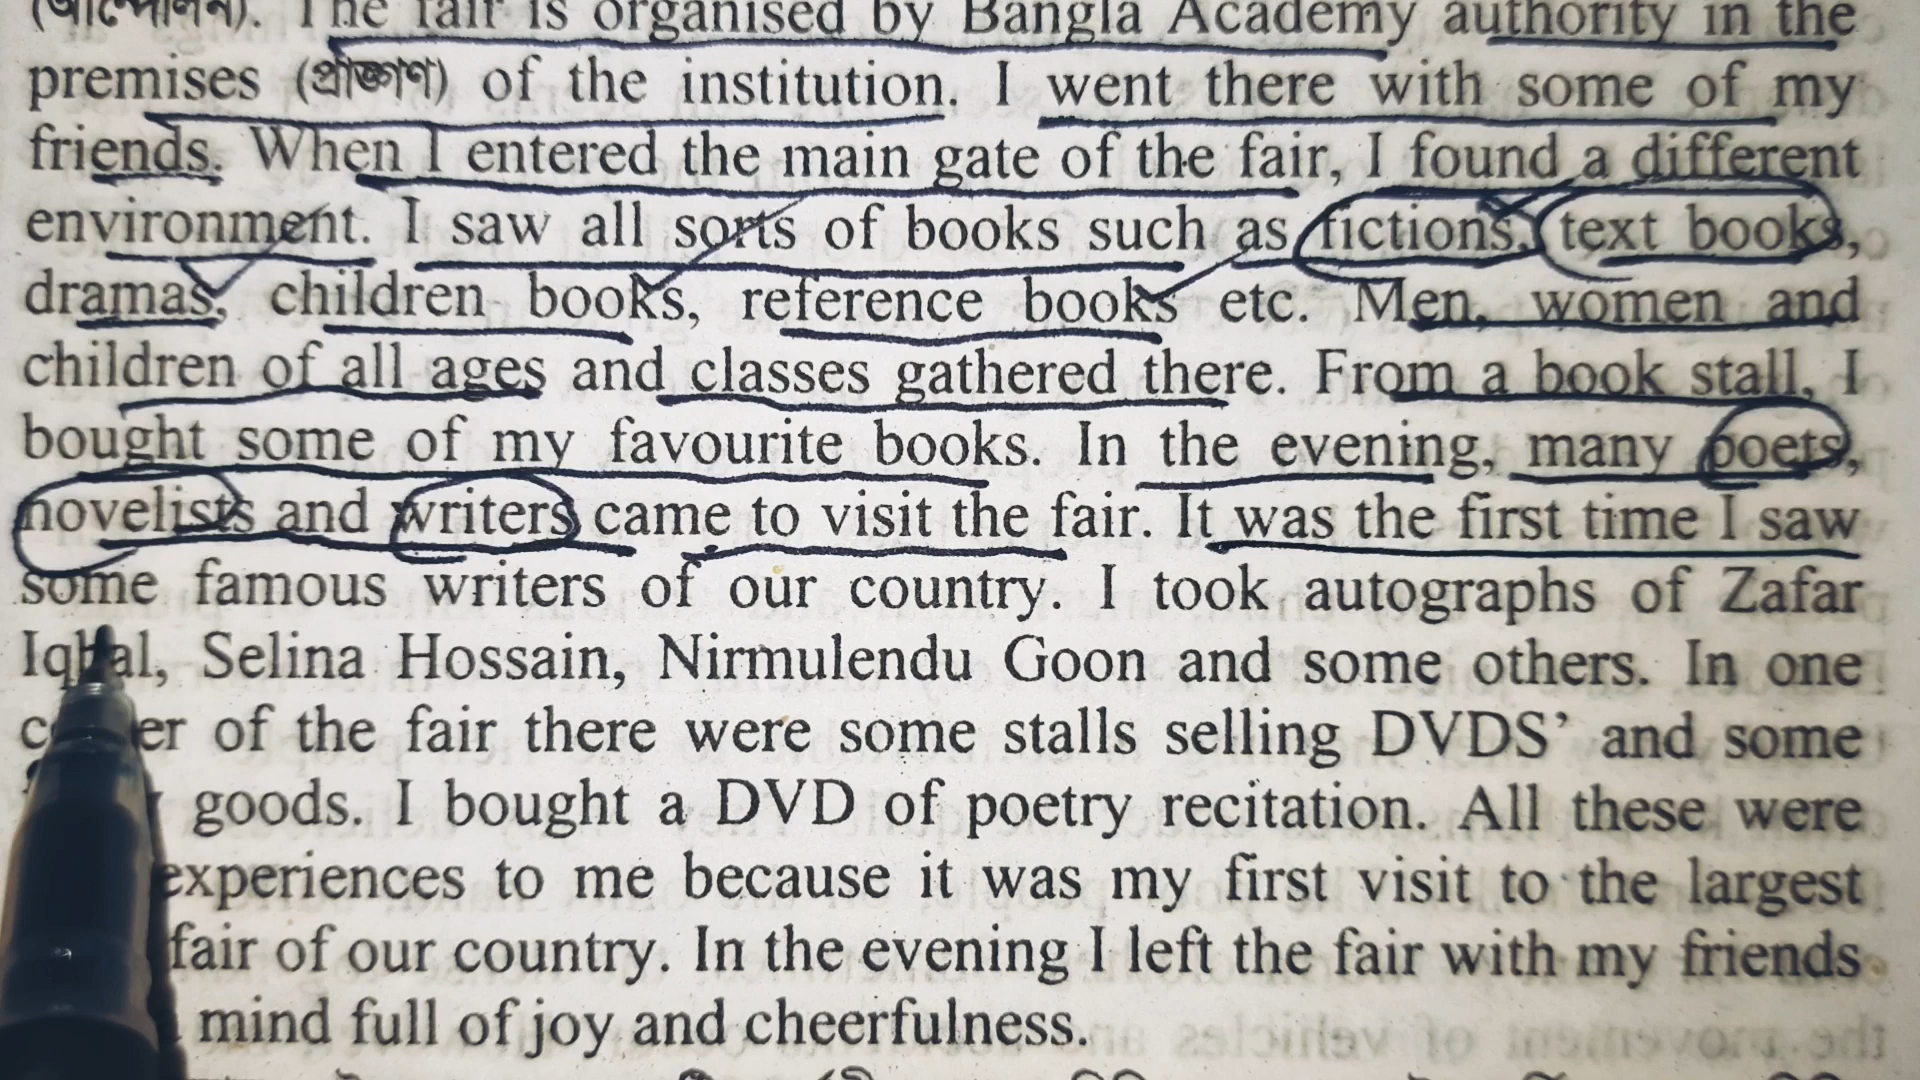 (আন্দোলন). The fair is organised by Bangla Academy authority in the
premises (প্রাঙ্গণ) of the institution. I went there with some of my
friends. When I entered the main gate of the fair, I found a different
environment. I saw all sorts of books such as fictions, text books,
dramas, children books, reference books etc. Men, women and
children of all ages and classes gathered there. From a book stall, I
bought some of my favourite books. In the evening, many poets,
novelists and writers came to visit the fair. It was the first time I saw
some famous writers of our country. I took autographs of Zafar
Iqbal, Selina Hossain, Nirmulendu Goon and some others. In one
of the fair there were some stalls selling DVDS’ and some
goods. I bought a DVD of poetry recitation. All these were
experiences to me because it was my first visit to the largest
fair of our country. In the evening I left the fair with my friends
mind full of joy and cheerfulness.